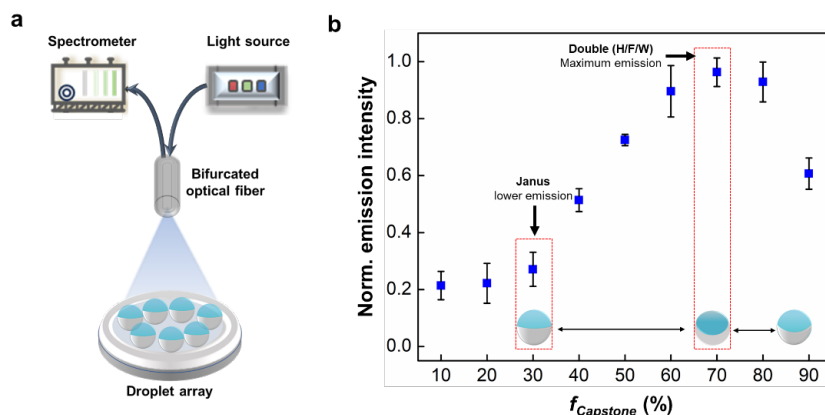 a
Spectrometer
Light source
Bifurcated
optical fiber
Droplet array
b
Norm. emission intensity
1.0
0.8
0.6
0.4
0.2
0.0
Double (H/F/W)
Maximum emission
Janus
lower emission
10 20 30 40 50 60 70 80 90
f_Capstone (%)